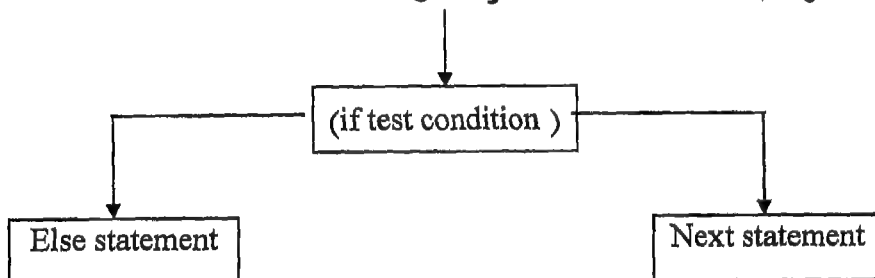 (if test condition )
Else statement
Next statement